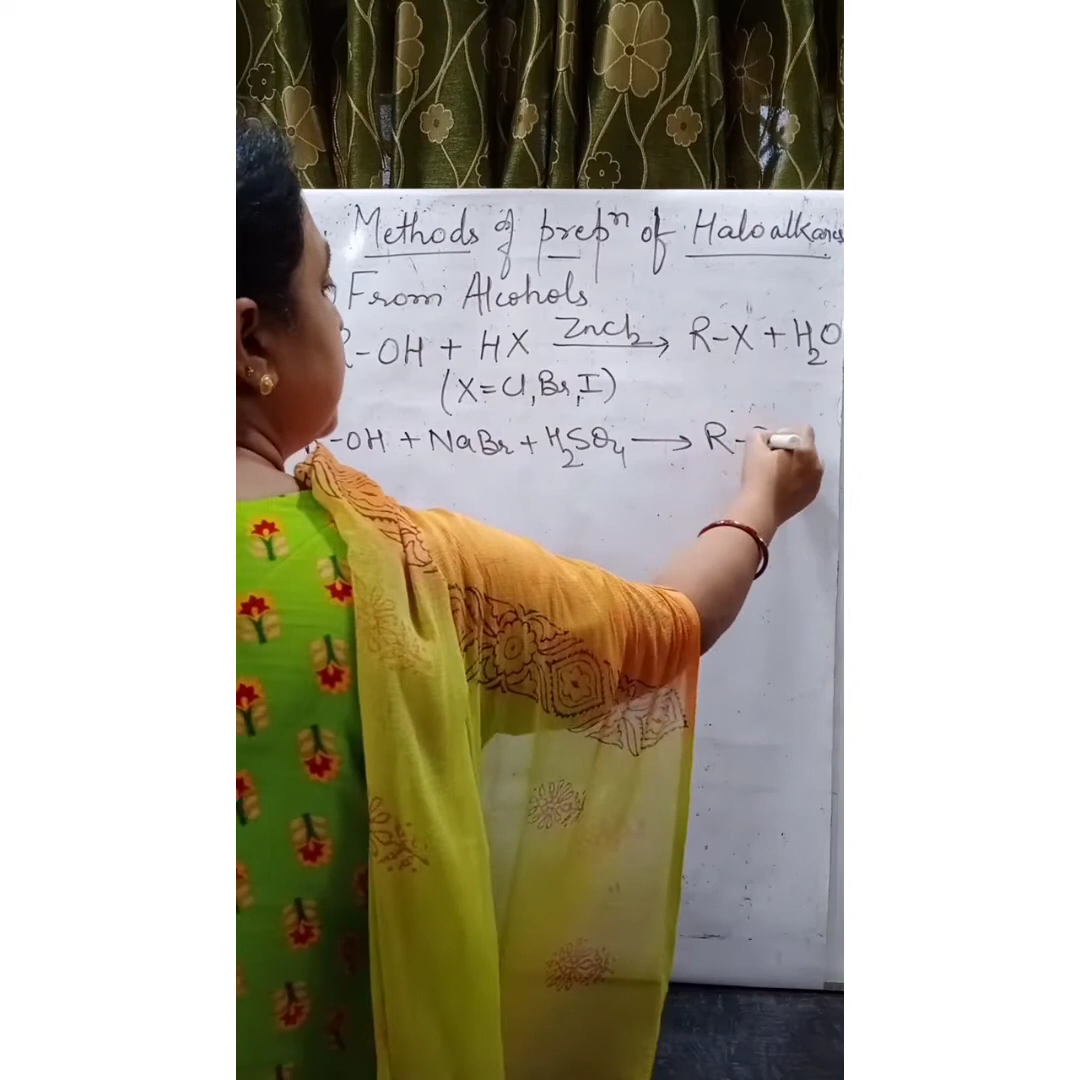 Methods of prepⁿ of Haloalkanes
From Alcohols
R-OH + HX ZnCl₂ → R-X + H₂O
(X=Cl,Br,I)
-OH + NaBr + H₂SO₄ → R-